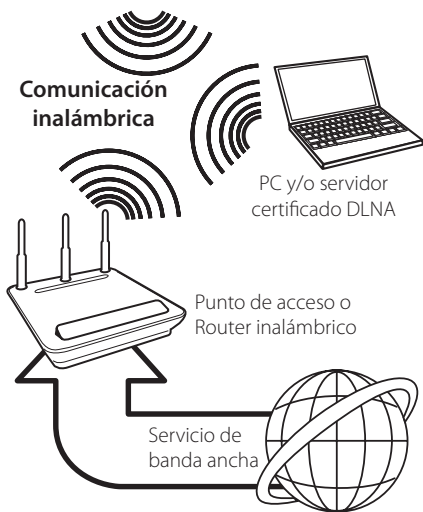 Comunicación
inalámbrica
PC y/o servidor
certificado DLNA
Punto de acceso o
Router inalámbrico
Servicio de
banda ancha